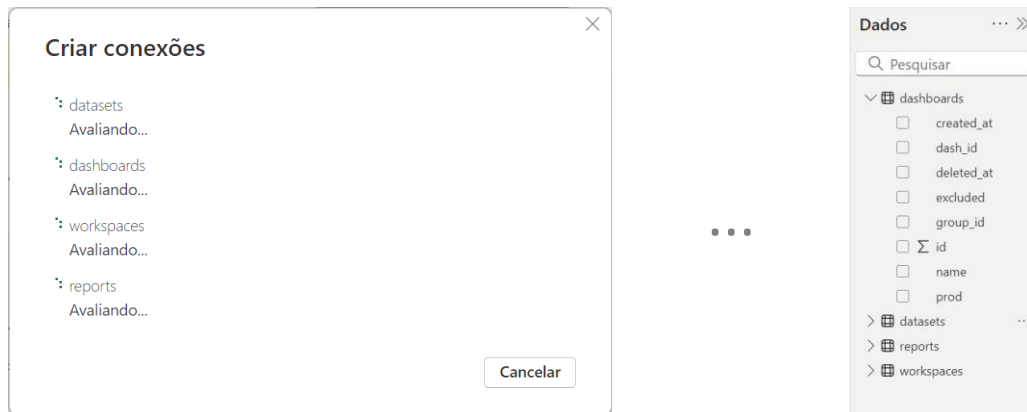 Criar conexões
datasets
Avaliando...
dashboards
Avaliando...
workspaces
Avaliando...
reports
Avaliando...
Cancelar
...
Dados
Pesquisar
dashboards
created_at
dash_id
deleted_at
excluded
group_id
Σ id
name
prod
datasets
reports
workspaces